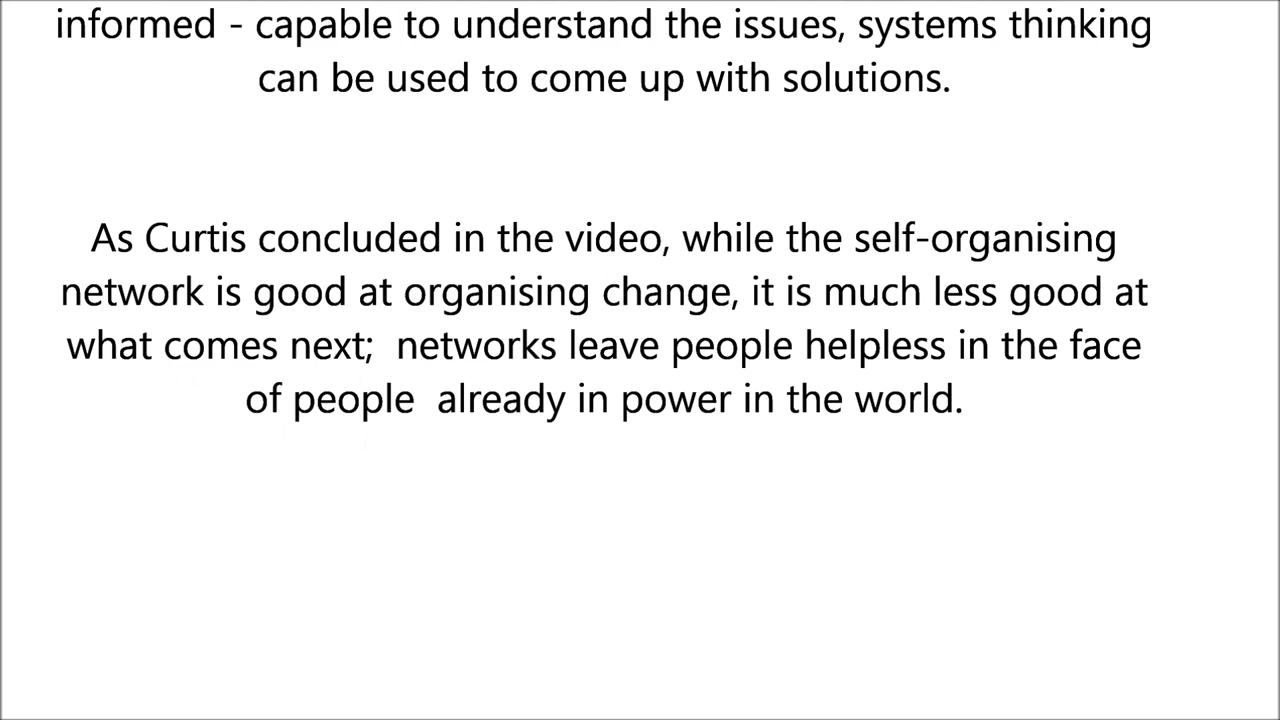 informed - capable to understand the issues, systems thinking
can be used to come up with solutions.
As Curtis concluded in the video, while the self-organising
network is good at organising change, it is much less good at
what comes next;  networks leave people helpless in the face
of people  already in power in the world.